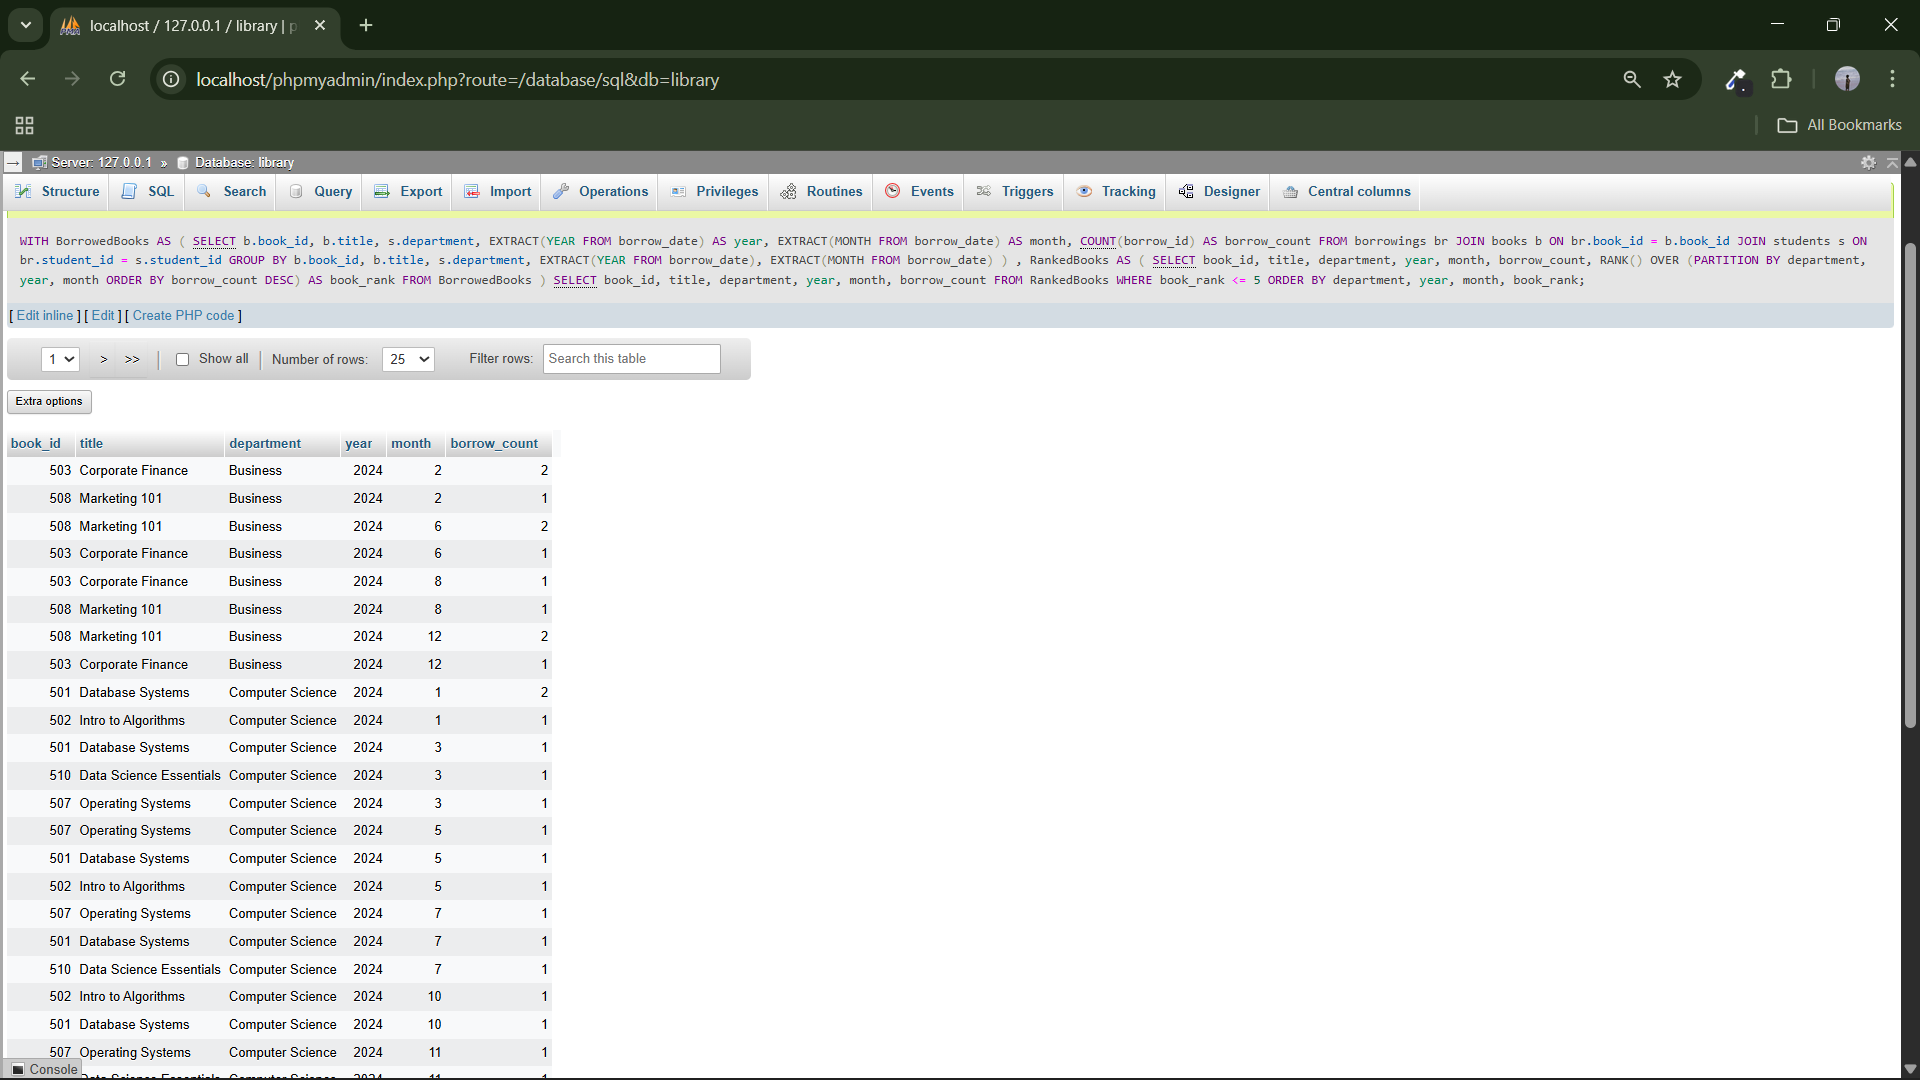 localhost / 127.0.0.1 / library | p
localhost/phpmyadmin/index.php?route=/database/sql&db=library
All Bookmarks
Server: 127.0.0.1 » Database: library
Structure SQL Search Query Export Import Operations Privileges Routines Events Triggers Tracking Designer Central columns
WITH BorrowedBooks AS ( SELECT b.book_id, b.title, s.department, EXTRACT(YEAR FROM borrow_date) AS year, EXTRACT(MONTH FROM borrow_date) AS month, COUNT(borrow_id) AS borrow_count FROM borrowings br JOIN books b ON br.book_id = b.book_id JOIN students s ON
br.student_id = s.student_id GROUP BY b.book_id, b.title, s.department, EXTRACT(YEAR FROM borrow_date), EXTRACT(MONTH FROM borrow_date) ) , RankedBooks AS ( SELECT book_id, title, department, year, month, borrow_count, RANK() OVER (PARTITION BY department,
year, month ORDER BY borrow_count DESC) AS book_rank FROM BorrowedBooks ) SELECT book_id, title, department, year, month, borrow_count FROM RankedBooks WHERE book_rank <= 5 ORDER BY department, year, month, book_rank;
[ Edit inline ] [ Edit ] [ Create PHP code ]
1 > >> | Show all | Number of rows: 25 Filter rows: Search this table
Extra options
book_id title department year month borrow_count
503 Corporate Finance Business 2024 2 2
508 Marketing 101 Business 2024 2 1
508 Marketing 101 Business 2024 6 2
503 Corporate Finance Business 2024 6 1
503 Corporate Finance Business 2024 8 1
508 Marketing 101 Business 2024 8 1
508 Marketing 101 Business 2024 12 2
503 Corporate Finance Business 2024 12 1
501 Database Systems Computer Science 2024 1 2
502 Intro to Algorithms Computer Science 2024 1 1
501 Database Systems Computer Science 2024 3 1
510 Data Science Essentials Computer Science 2024 3 1
507 Operating Systems Computer Science 2024 3 1
507 Operating Systems Computer Science 2024 5 1
501 Database Systems Computer Science 2024 5 1
502 Intro to Algorithms Computer Science 2024 5 1
507 Operating Systems Computer Science 2024 7 1
501 Database Systems Computer Science 2024 7 1
510 Data Science Essentials Computer Science 2024 7 1
502 Intro to Algorithms Computer Science 2024 10 1
501 Database Systems Computer Science 2024 10 1
507 Operating Systems Computer Science 2024 11 1
Console Data Science Essentials Computer Science 2024 11 1